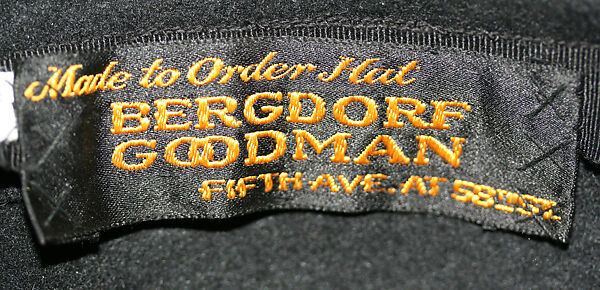 Made to Order Hat
BERGDORF
GOODMAN
FIFTH AVE. AT 58TH ST.